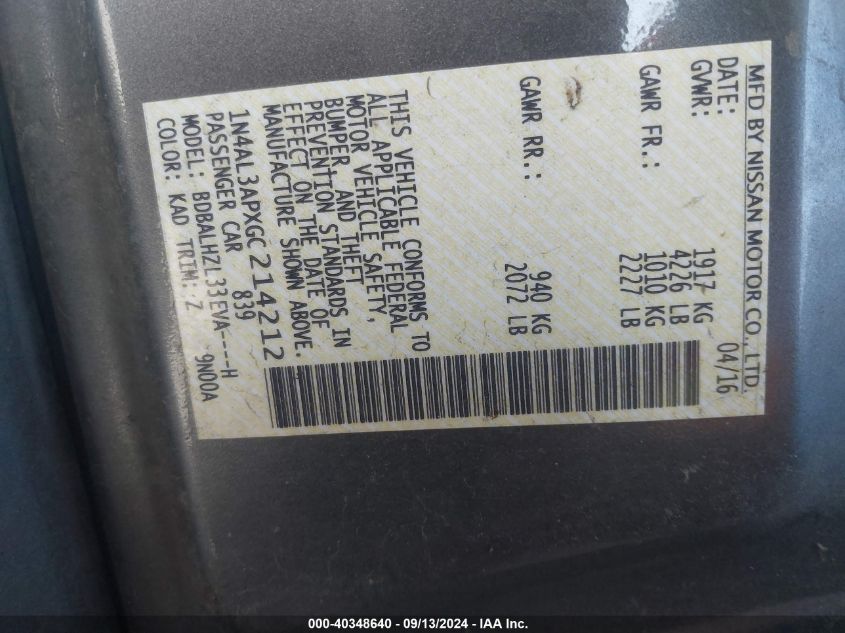 MFD BY NISSAN MOTOR CO., LTD.
DATE: 04/16
GVWR: 1917 KG
4226 LB
GAWR FR.: 1010 KG
2227 LB
GAWR RR.: 940 KG
2072 LB
THIS VEHICLE CONFORMS TO
ALL APPLICABLE FEDERAL
MOTOR VEHICLE SAFETY,
BUMPER AND THEFT
PREVENTION STANDARDS IN
EFFECT ON THE DATE OF
MANUFACTURE SHOWN ABOVE.
1N4AL3APXGC214212
PASSENGER CAR 839
MODEL: BDBALHZL33EVA----H
COLOR: KAD TRIM: Z 9N00A
000-40348640 - 09/13/2024 - IAA Inc.